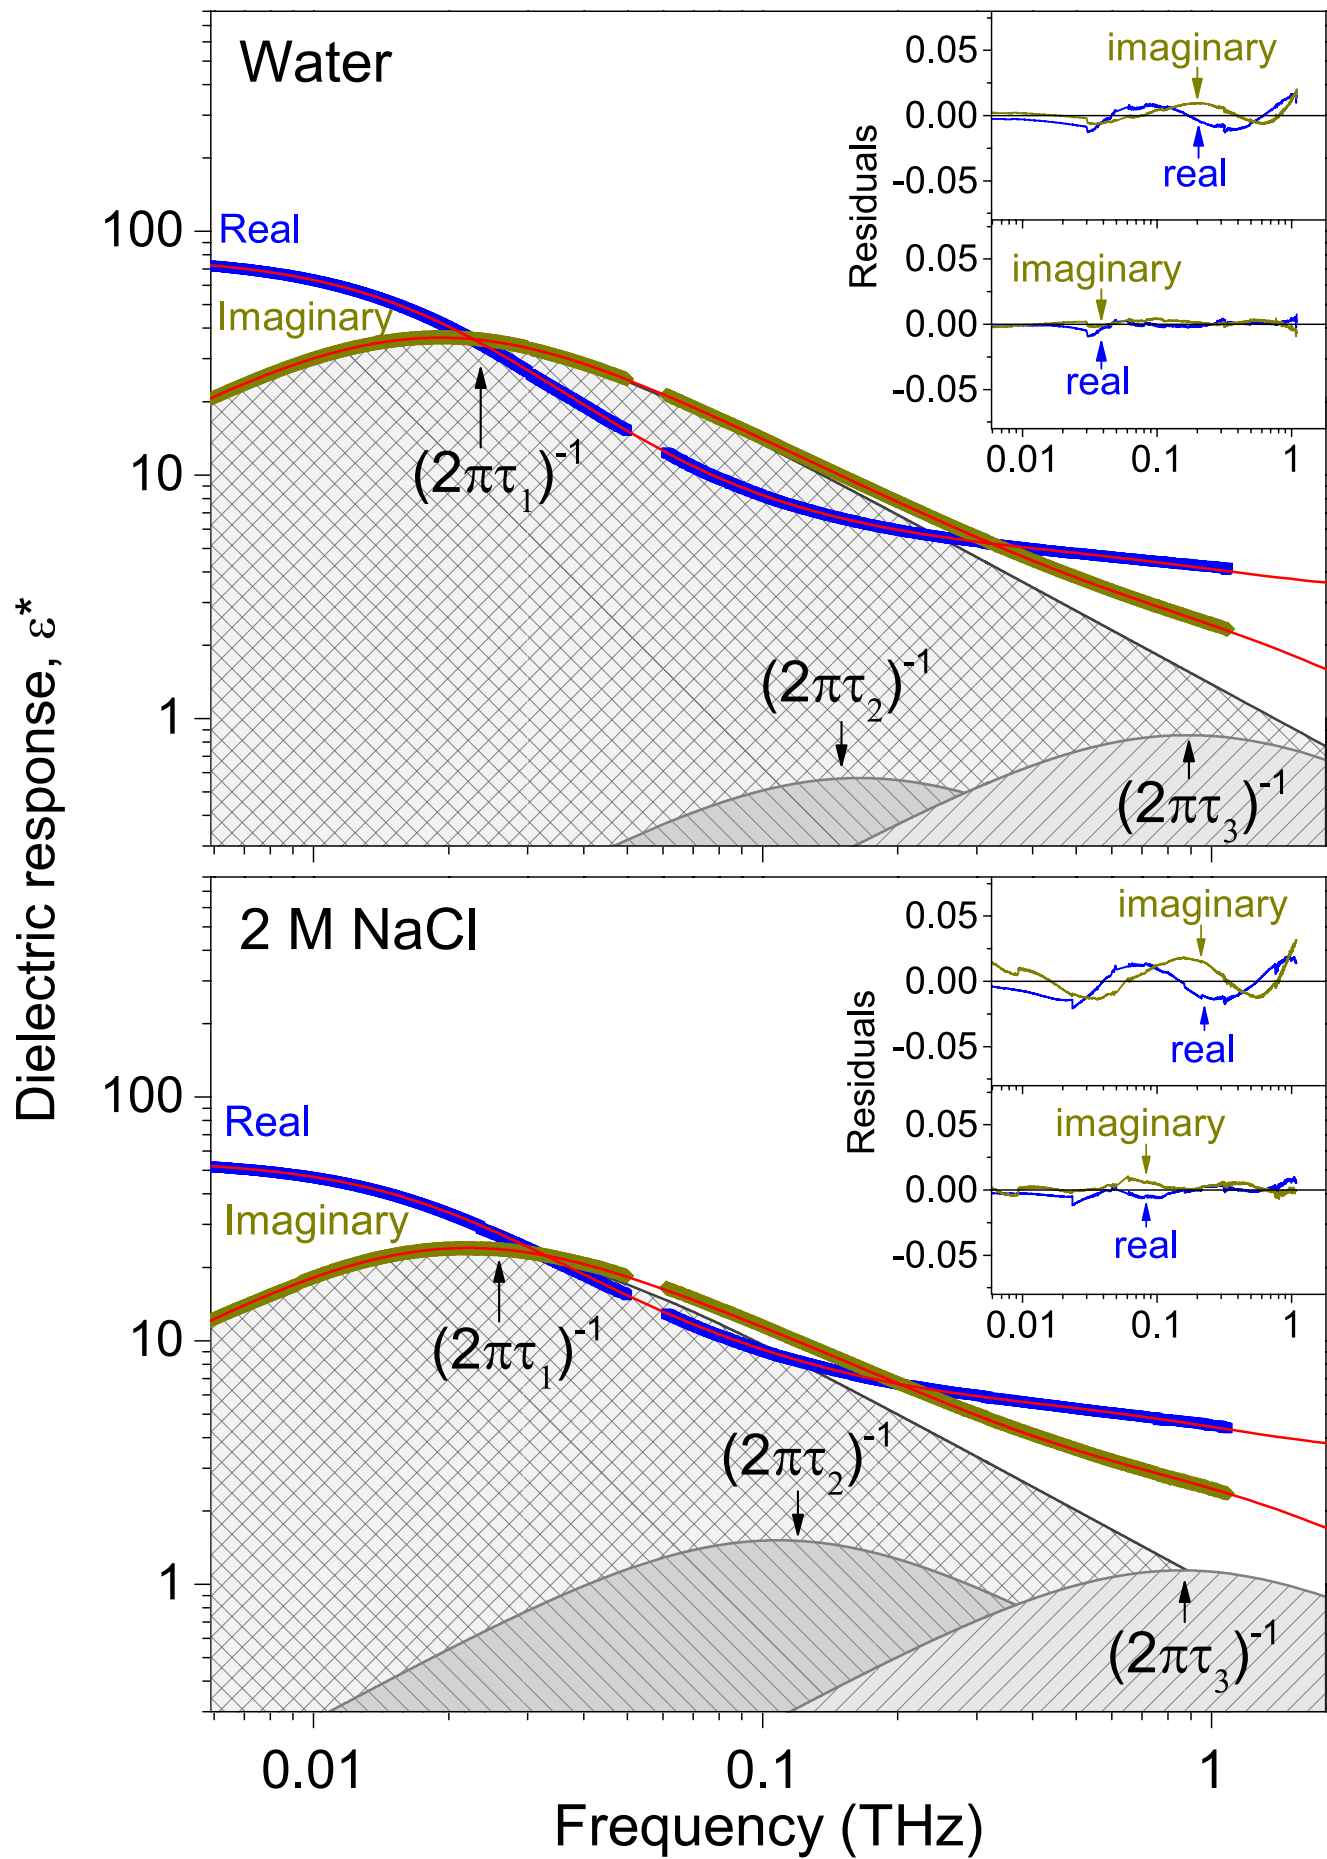 Water
Real
Imaginary
100
10
1
(2πτ₁)⁻¹
(2πτ₂)⁻¹
(2πτ₃)⁻¹
Residuals
0.05
0.00
-0.05
imaginary
real
0.05
0.00
-0.05
imaginary
real
0.01
0.1
1
Dielectric response, ε*
2 M NaCl
Real
Imaginary
100
10
1
(2πτ₁)⁻¹
(2πτ₂)⁻¹
(2πτ₃)⁻¹
Residuals
0.05
0.00
-0.05
imaginary
real
0.05
0.00
-0.05
imaginary
real
0.01
0.1
1
0.01
0.1
1
Frequency (THz)